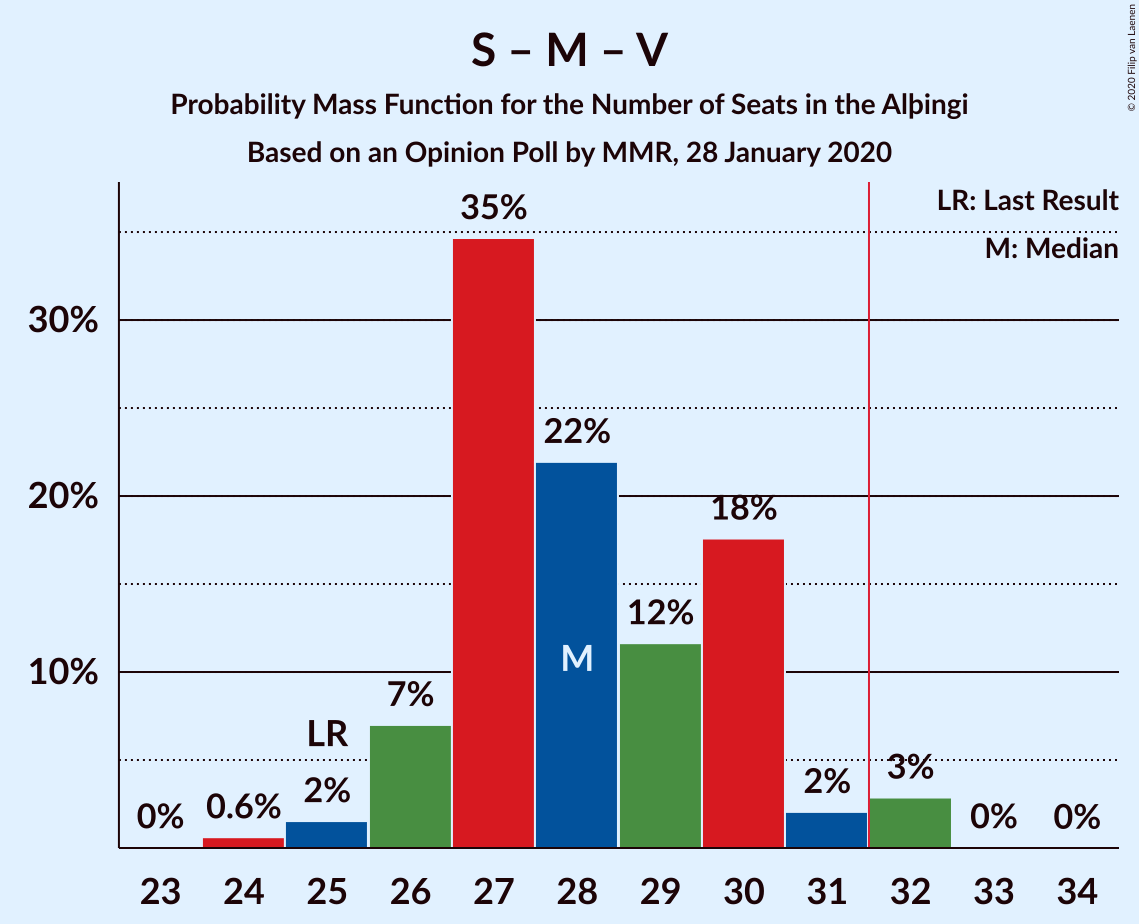 S – M – V
Probability Mass Function for the Number of Seats in the Alþingi
Based on an Opinion Poll by MMR, 28 January 2020
© 2020 Filip van Laenen
LR: Last Result
M: Median
30%
20%
10%
0%
0.6%
2%
LR
7%
35%
22%
M
12%
18%
2%
3%
0%
0%
23 24 25 26 27 28 29 30 31 32 33 34